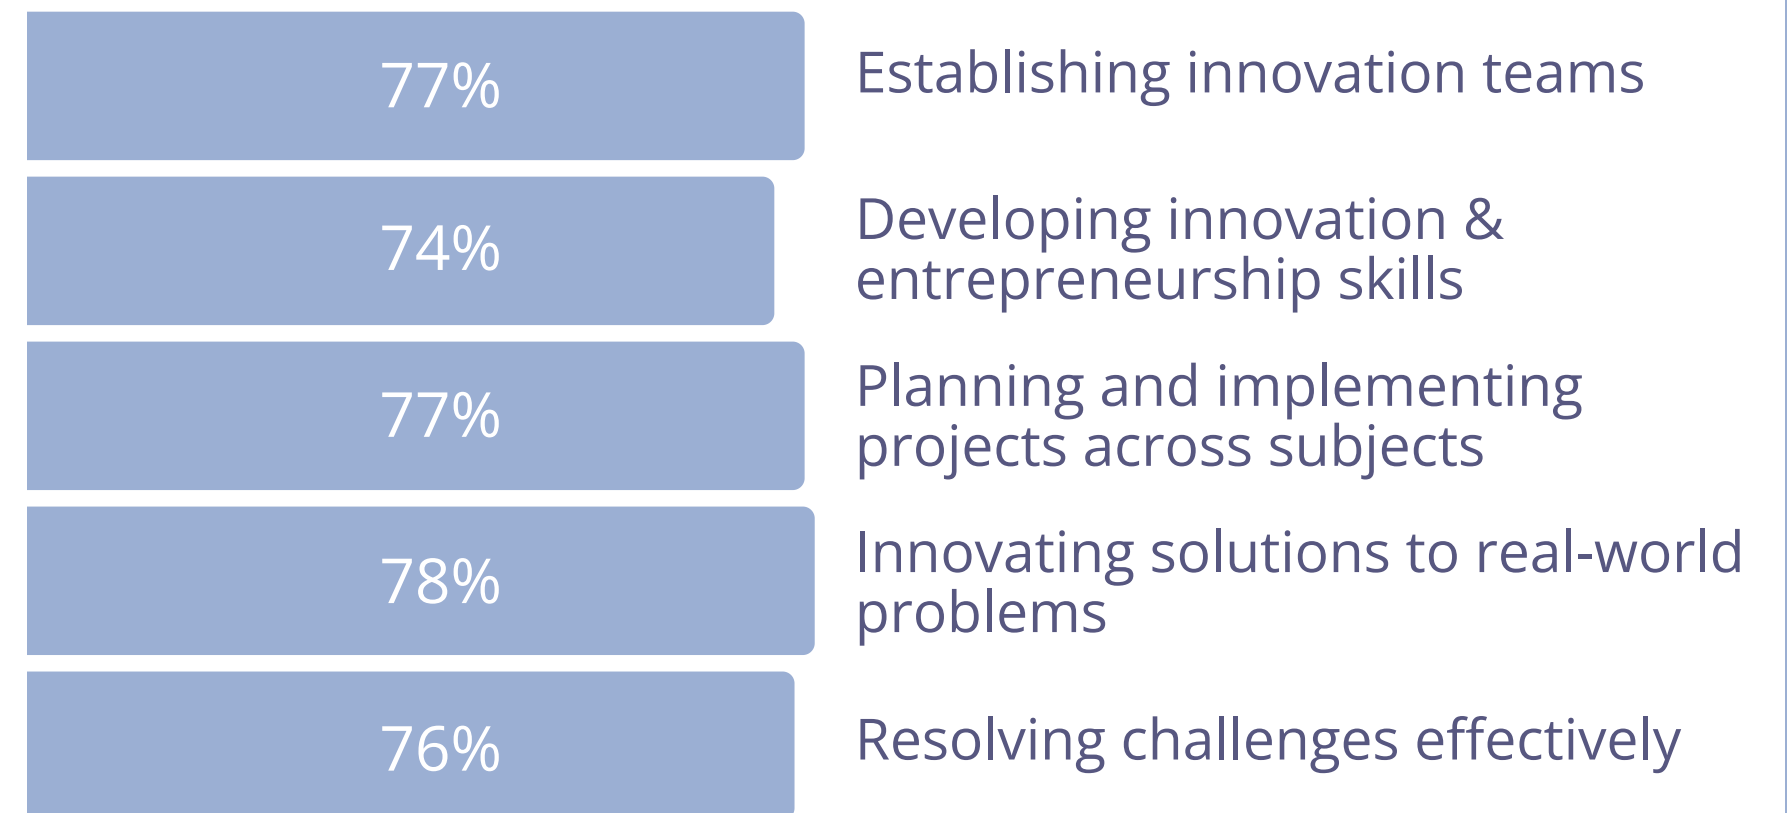 77%
Establishing innovation teams
74%
Developing innovation &
entrepreneurship skills
77%
Planning and implementing
projects across subjects
78%
Innovating solutions to real-world
problems
76%
Resolving challenges effectively